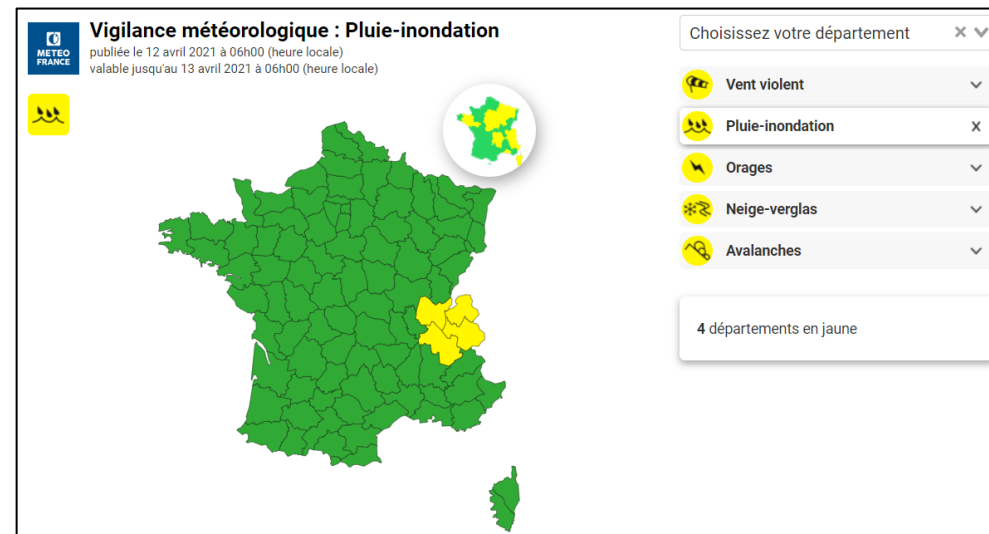 METEO
FRANCE
Vigilance météorologique : Pluie-inondation
publiée le 12 avril 2021 à 06h00 (heure locale)
valable jusqu'au 13 avril 2021 à 06h00 (heure locale)
Choisissez votre département
Vent violent
Pluie-inondation
Orages
Neige-verglas
Avalanches
4 départements en jaune